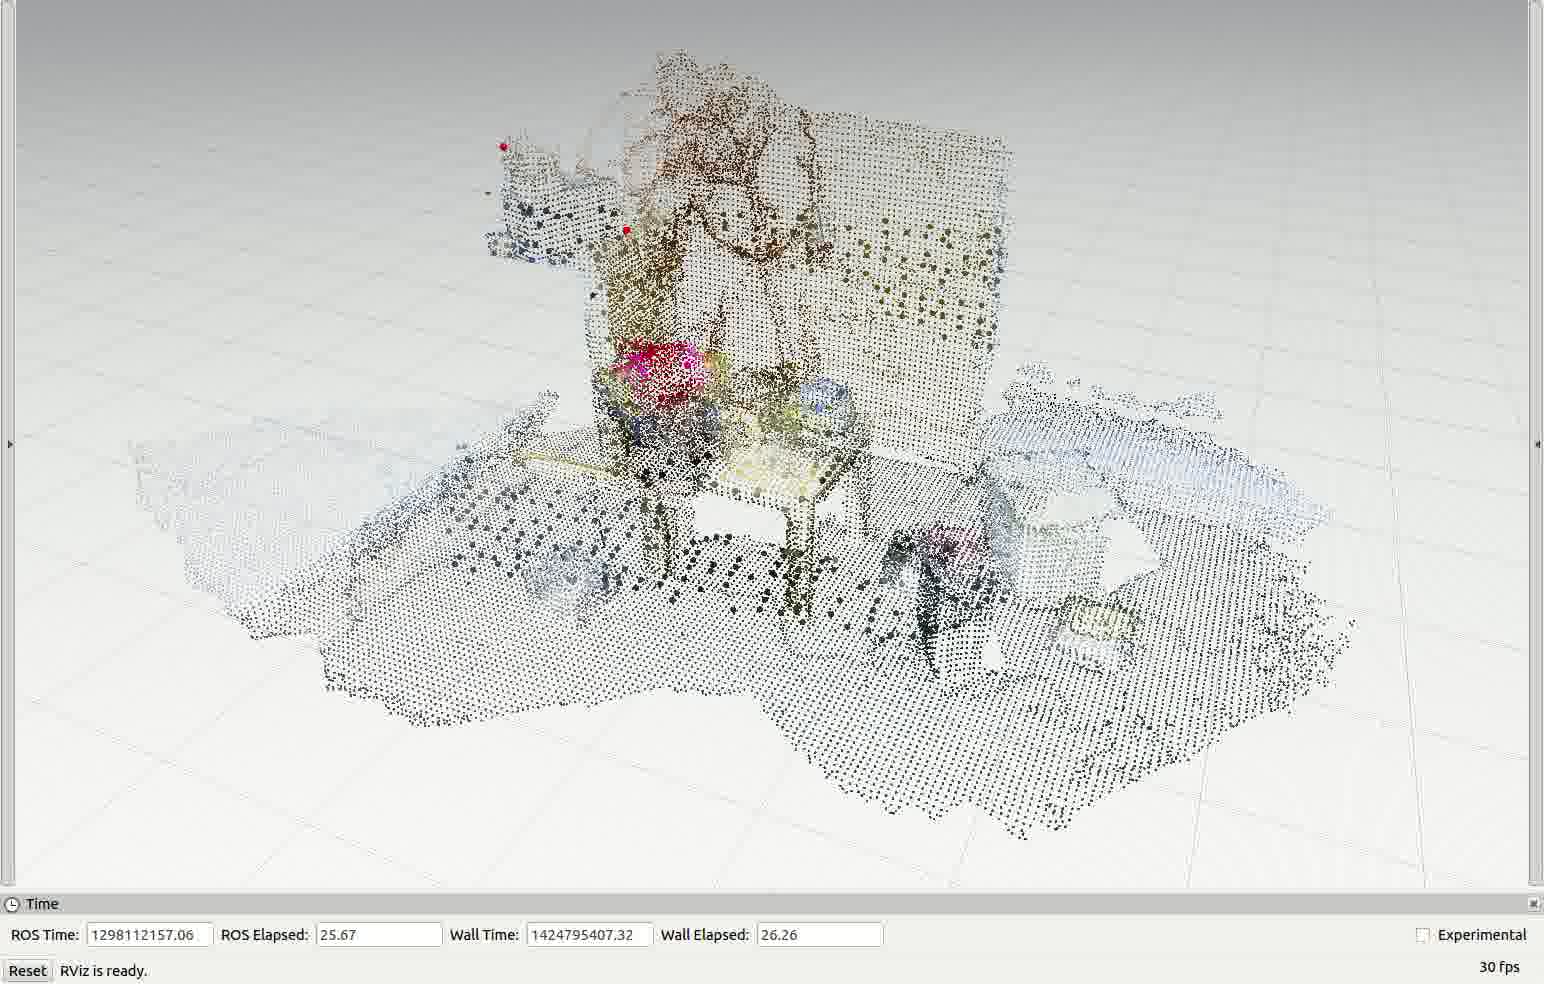 Time
ROS Time: 1298112157.06 ROS Elapsed: 25.67 Wall Time: 1424795407.32 Wall Elapsed: 26.26 Experimental
Reset RViz is ready. 30 fps